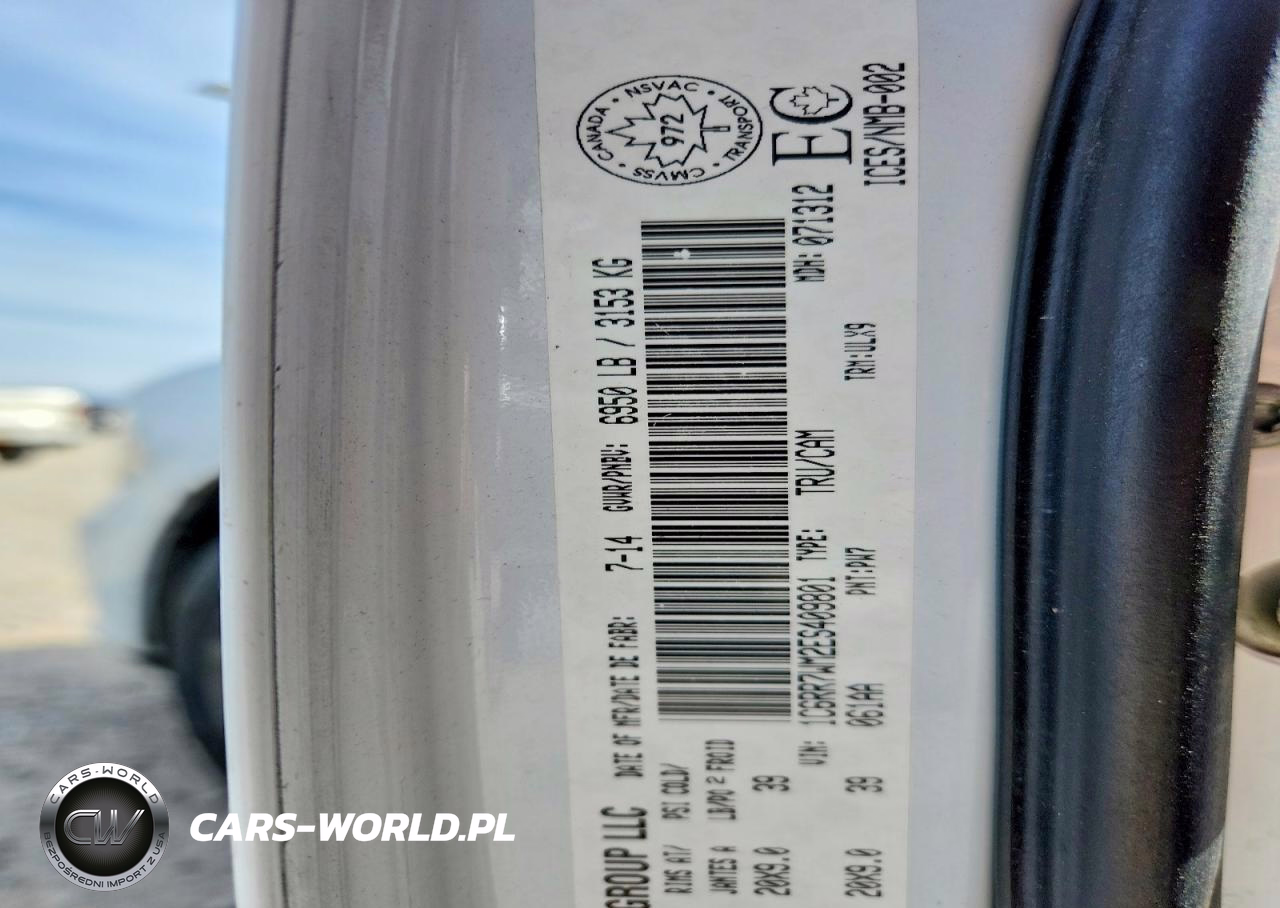 GROUP LLC
DATE OF MFR/DATE DE FABR: 7-14
GWAR/PNBV: 6950 LB / 3153 KG
RIMS AT/ PSI COLD/
JANTES A LB/PO 2 FROID
20X9.0 39
20X9.0 39
VIN: 1C6RR7WM2ES409801 TYPE: TRU/CAM MDH: 071312
061AA PNT:PW7 TRM:ULX9
CANADA · NSVAC · TRANSPORT · CMVSS ·
972
T
EC
ICES/NMB-002
CARS-WORLD
CW
BEZPOŚREDNI IMPORT Z USA
CARS-WORLD.PL